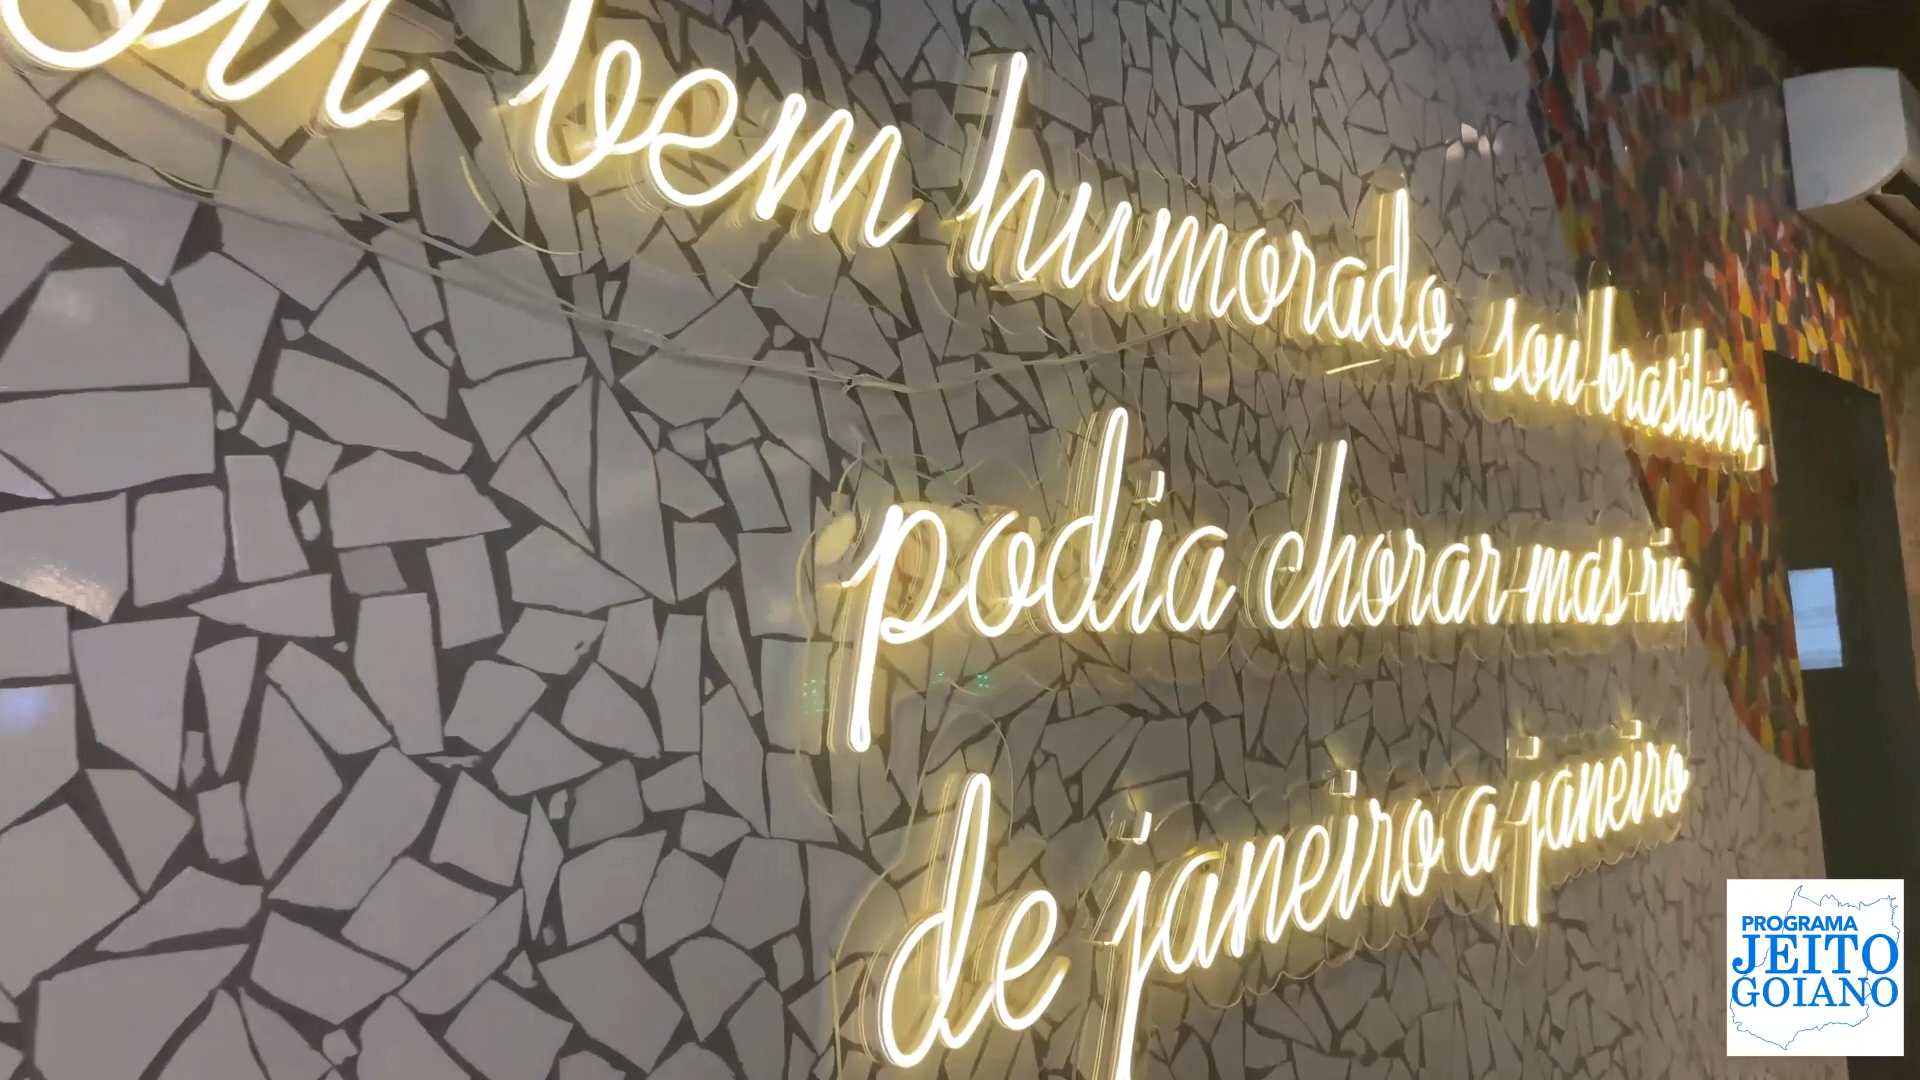 bem humorado, sou brasileiro
podia chorar mas rio
de janeiro a janeiro
PROGRAMA
JEITO
GOIANO